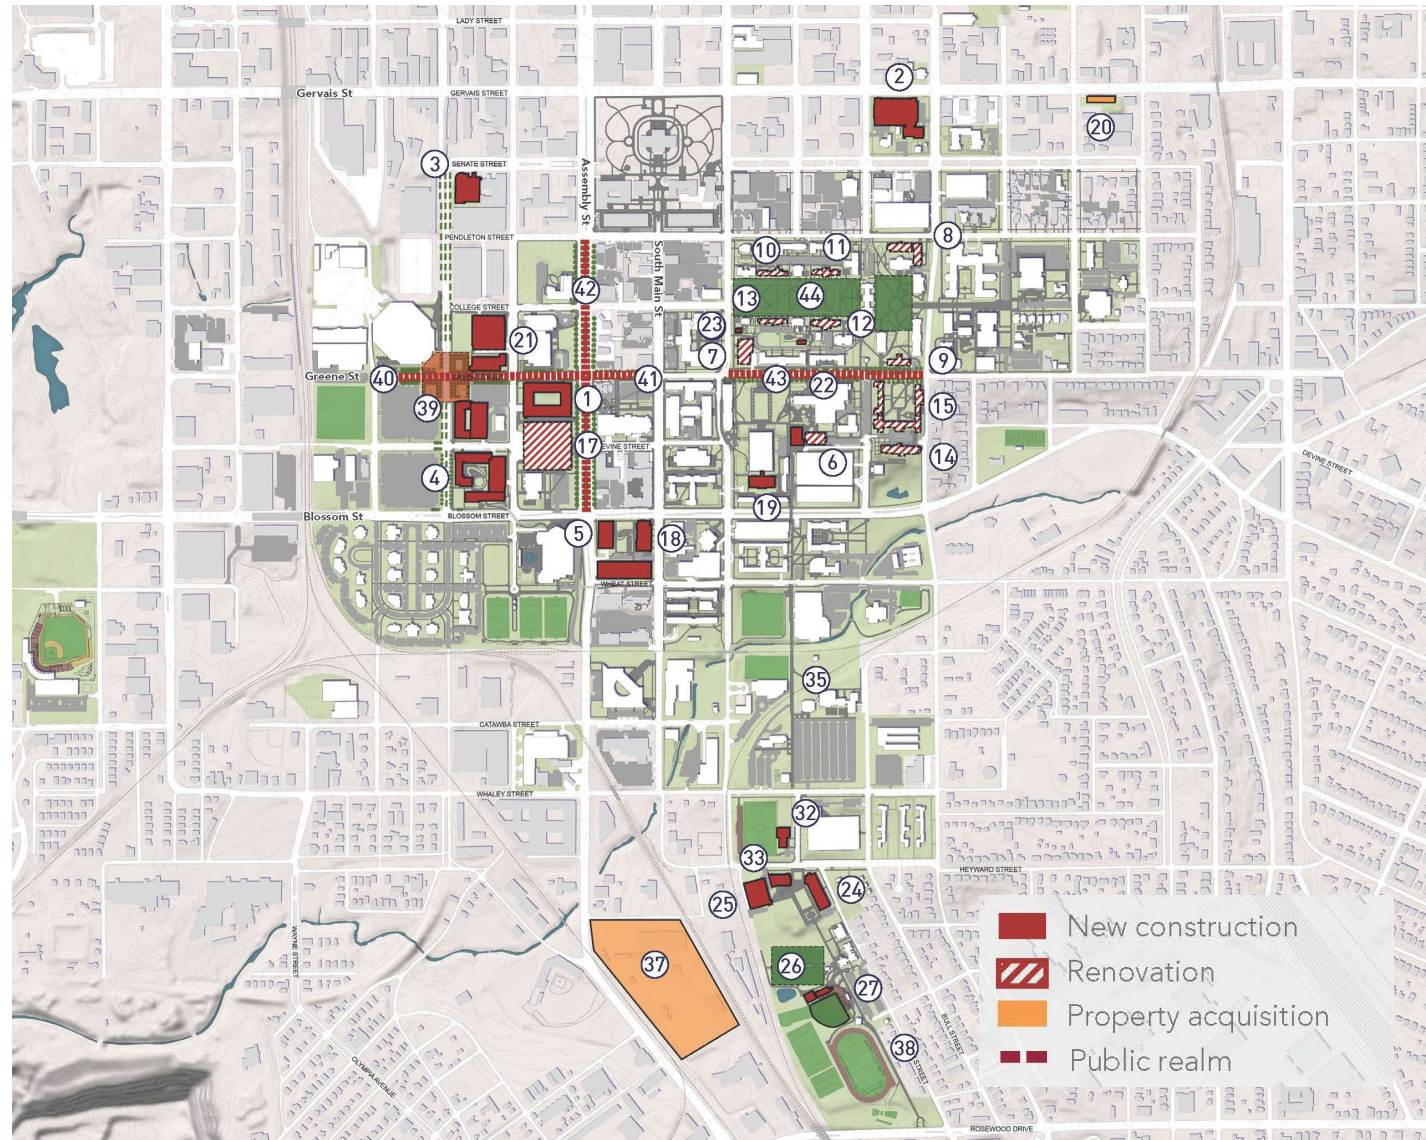 LADY STREET
Gervais St
GERVAIS STREET
2
20
3
SENATE STREET
Assembly St
PENDLETON STREET
South Main St
8
10
11
42
13
44
COLLEGE STREET
23
12
21
7
9
Greene St
40
41
43
22
39
1
15
17
14
6
4
DEVINE STREET
19
Blossom St
BLOSSOM STREET
5
18
WHEAT STREET
35
CATAWBA STREET
WHALEY STREET
32
33
HEYWARD STREET
24
25
WAYNE STREET
37
26
27
38
BULL STREET
STREET
OLYMPIA AVENUE
ROSEWOOD DRIVE
New construction
Renovation
Property acquisition
Public realm